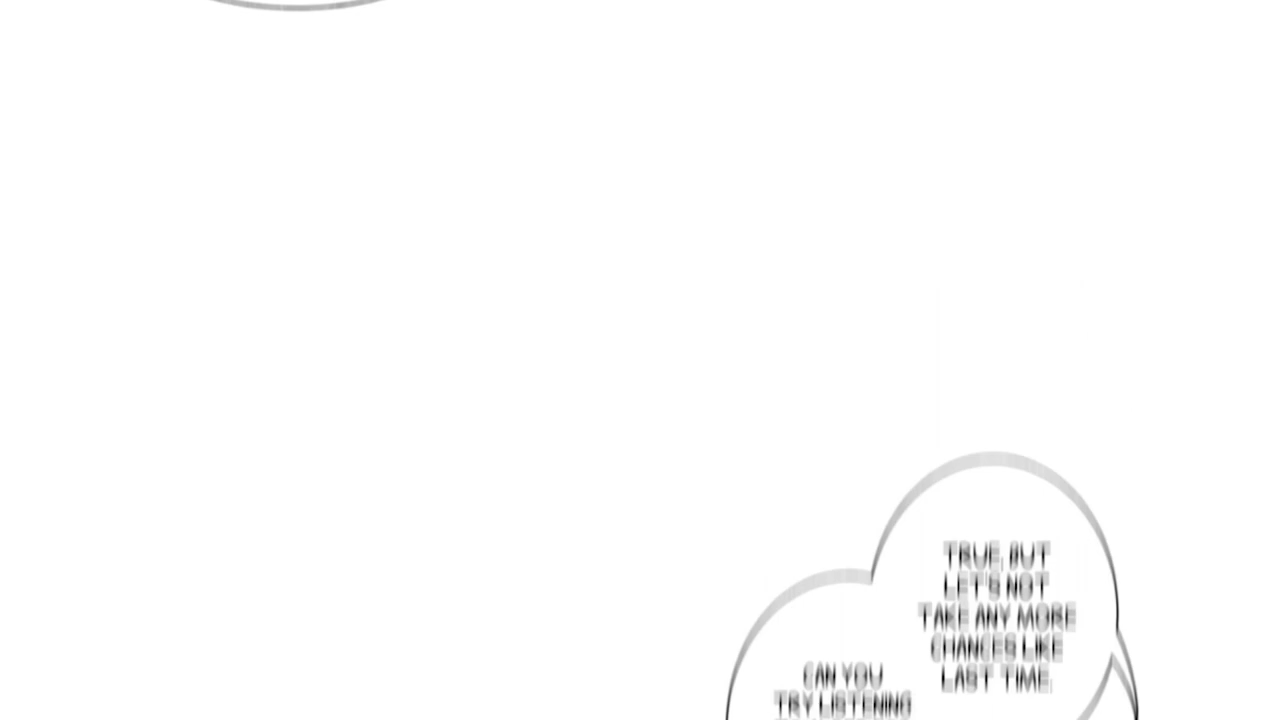 TRUE, BUT
LET'S NOT
TAKE ANY MORE
CHANCES LIKE
LAST TIME.
CAN YOU
TRY LISTENING